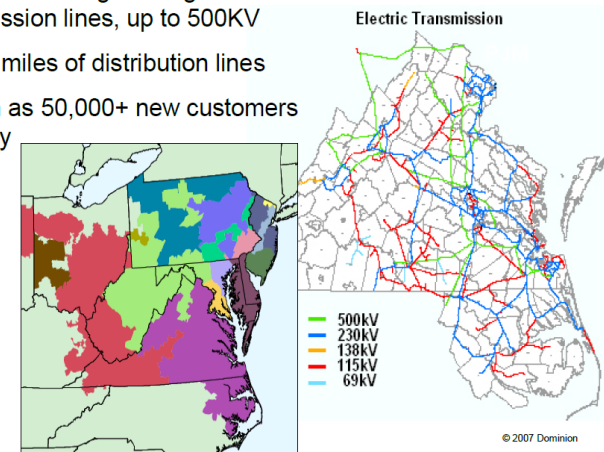 ssion lines, up to 500KV
miles of distribution lines
as 50,000+ new customers
y
Electric Transmission
500kV
230kV
138kV
115kV
69kV
© 2007 Dominion